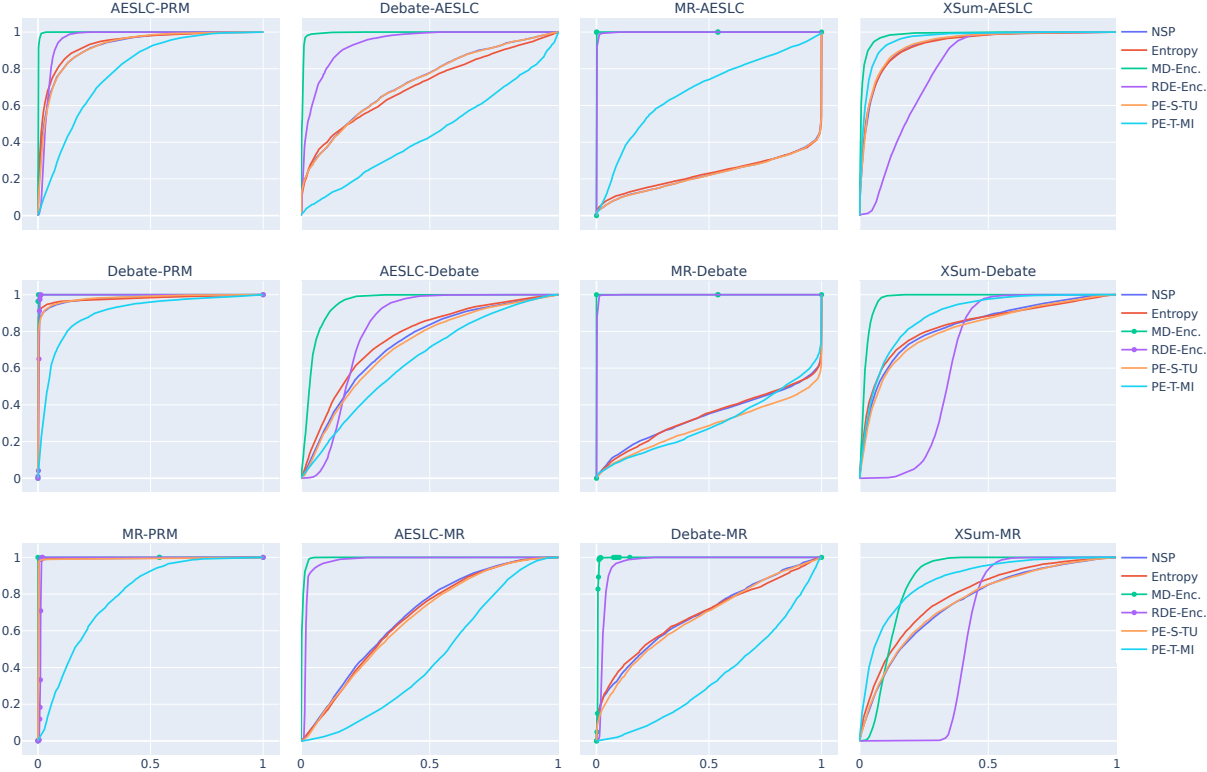 AESLC-PRM Debate-AESLC MR-AESLC XSum-AESLC
1
0.8
0.6
0.4
0.2
0
NSP
Entropy
MD-Enc.
RDE-Enc.
PE-S-TU
PE-T-MI
Debate-PRM AESLC-Debate MR-Debate XSum-Debate
1
0.8
0.6
0.4
0.2
0
NSP
Entropy
MD-Enc.
RDE-Enc.
PE-S-TU
PE-T-MI
MR-PRM AESLC-MR Debate-MR XSum-MR
1
0.8
0.6
0.4
0.2
0
NSP
Entropy
MD-Enc.
RDE-Enc.
PE-S-TU
PE-T-MI
0 0.5 1 0 0.5 1 0 0.5 1 0 0.5 1